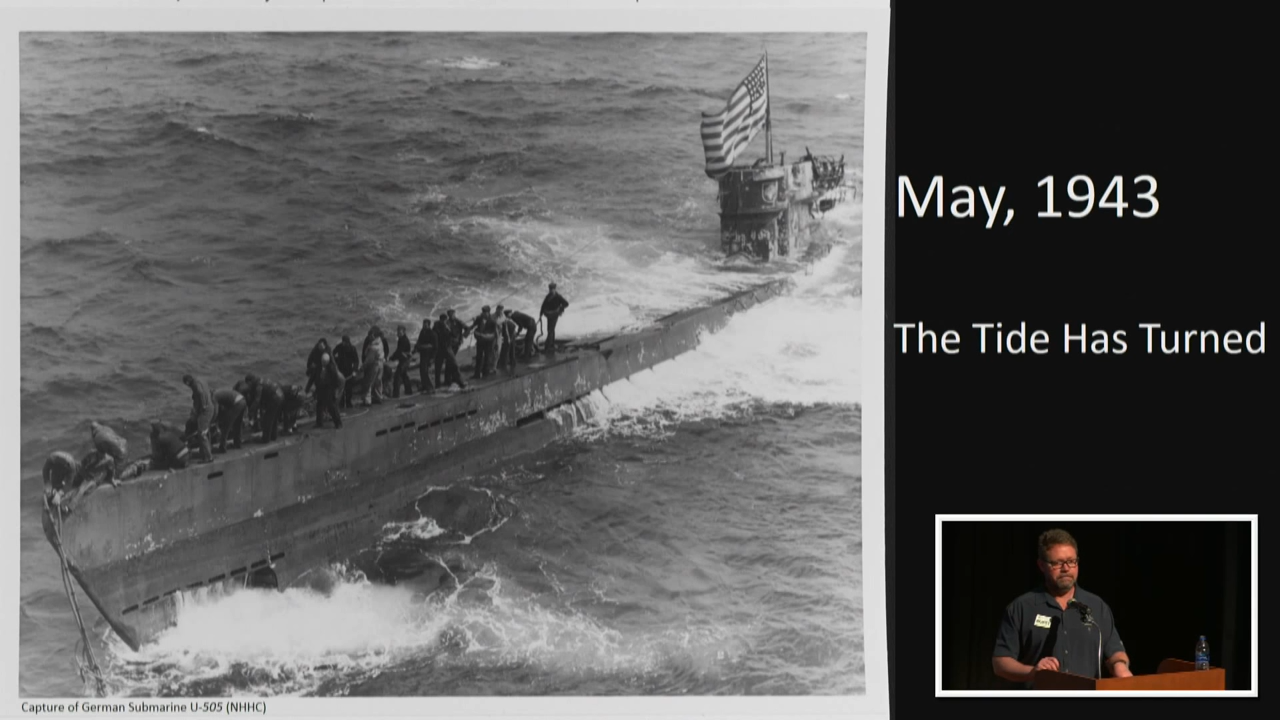 May, 1943
The Tide Has Turned
Capture of German Submarine U-505 (NHHC)